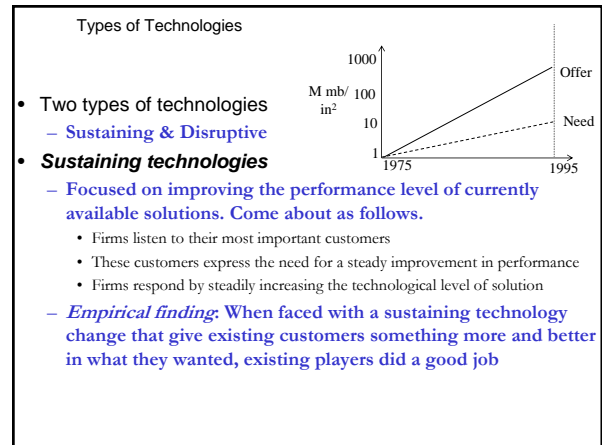 Types of Technologies
1000
Offer
M mb/ 100
in²
10
Need
1
1975
1995
• Two types of technologies
– Sustaining & Disruptive
• Sustaining technologies
– Focused on improving the performance level of currently
available solutions. Come about as follows.
• Firms listen to their most important customers
• These customers express the need for a steady improvement in performance
• Firms respond by steadily increasing the technological level of solution
– Empirical finding: When faced with a sustaining technology
change that give existing customers something more and better
in what they wanted, existing players did a good job